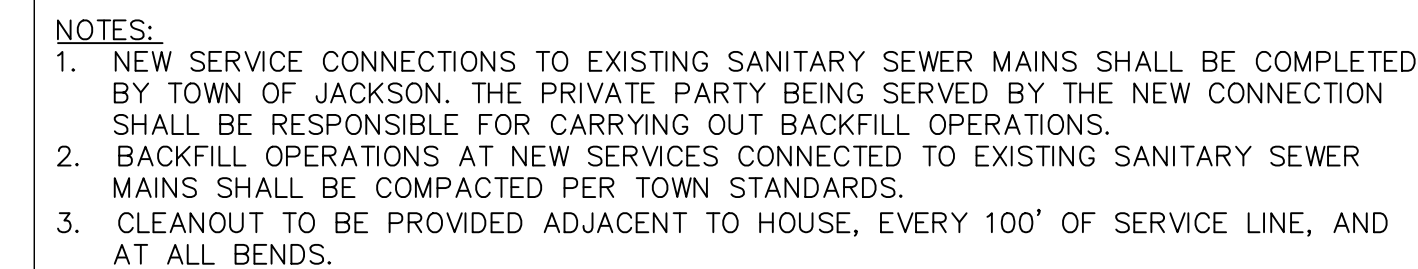 NOTES:
1. NEW SERVICE CONNECTIONS TO EXISTING SANITARY SEWER MAINS SHALL BE COMPLETED
BY TOWN OF JACKSON. THE PRIVATE PARTY BEING SERVED BY THE NEW CONNECTION
SHALL BE RESPONSIBLE FOR CARRYING OUT BACKFILL OPERATIONS.
2. BACKFILL OPERATIONS AT NEW SERVICES CONNECTED TO EXISTING SANITARY SEWER
MAINS SHALL BE COMPACTED PER TOWN STANDARDS.
3. CLEANOUT TO BE PROVIDED ADJACENT TO HOUSE, EVERY 100' OF SERVICE LINE, AND
AT ALL BENDS.